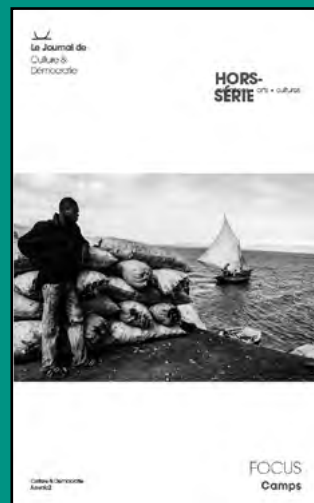 Le Journal de
Culture &
Démocratie
HORS-
SÉRIE
arts • cultures
Culture & Démocratie
FOCUS
Camps